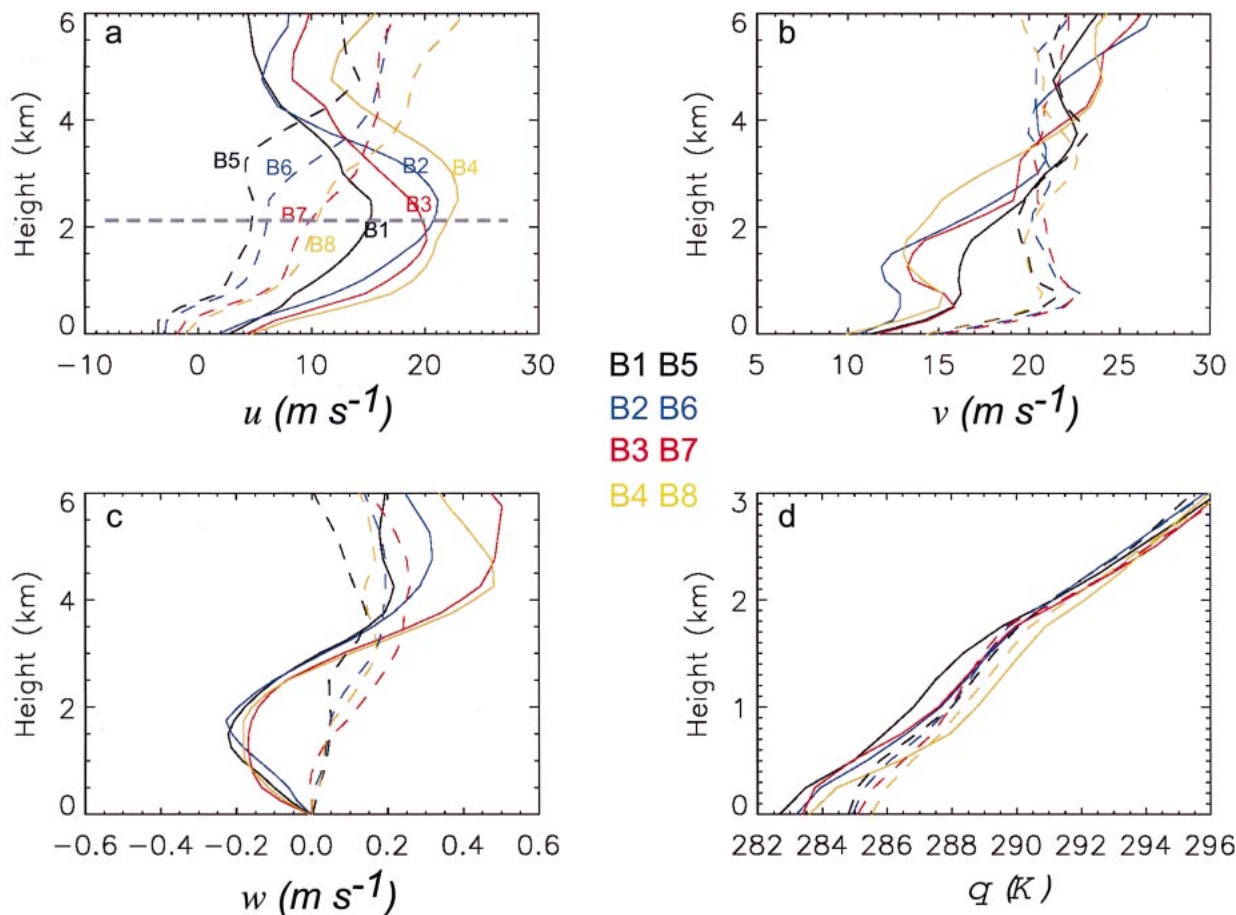 a
B5
B6
B2
B4
B7
B3
B8
B1
Height (km)
6
4
2
0
-10
0
10
20
30
u (m s-1)
b
Height (km)
6
4
2
0
5
10
15
20
25
30
v (m s-1)
B1 B5
B2 B6
B3 B7
B4 B8
c
Height (km)
6
4
2
0
-0.6
-0.4
-0.2
0.0
0.2
0.4
0.6
w (m s-1)
d
Height (km)
3
2
1
0
282
284
286
288
290
292
294
296
q (K)